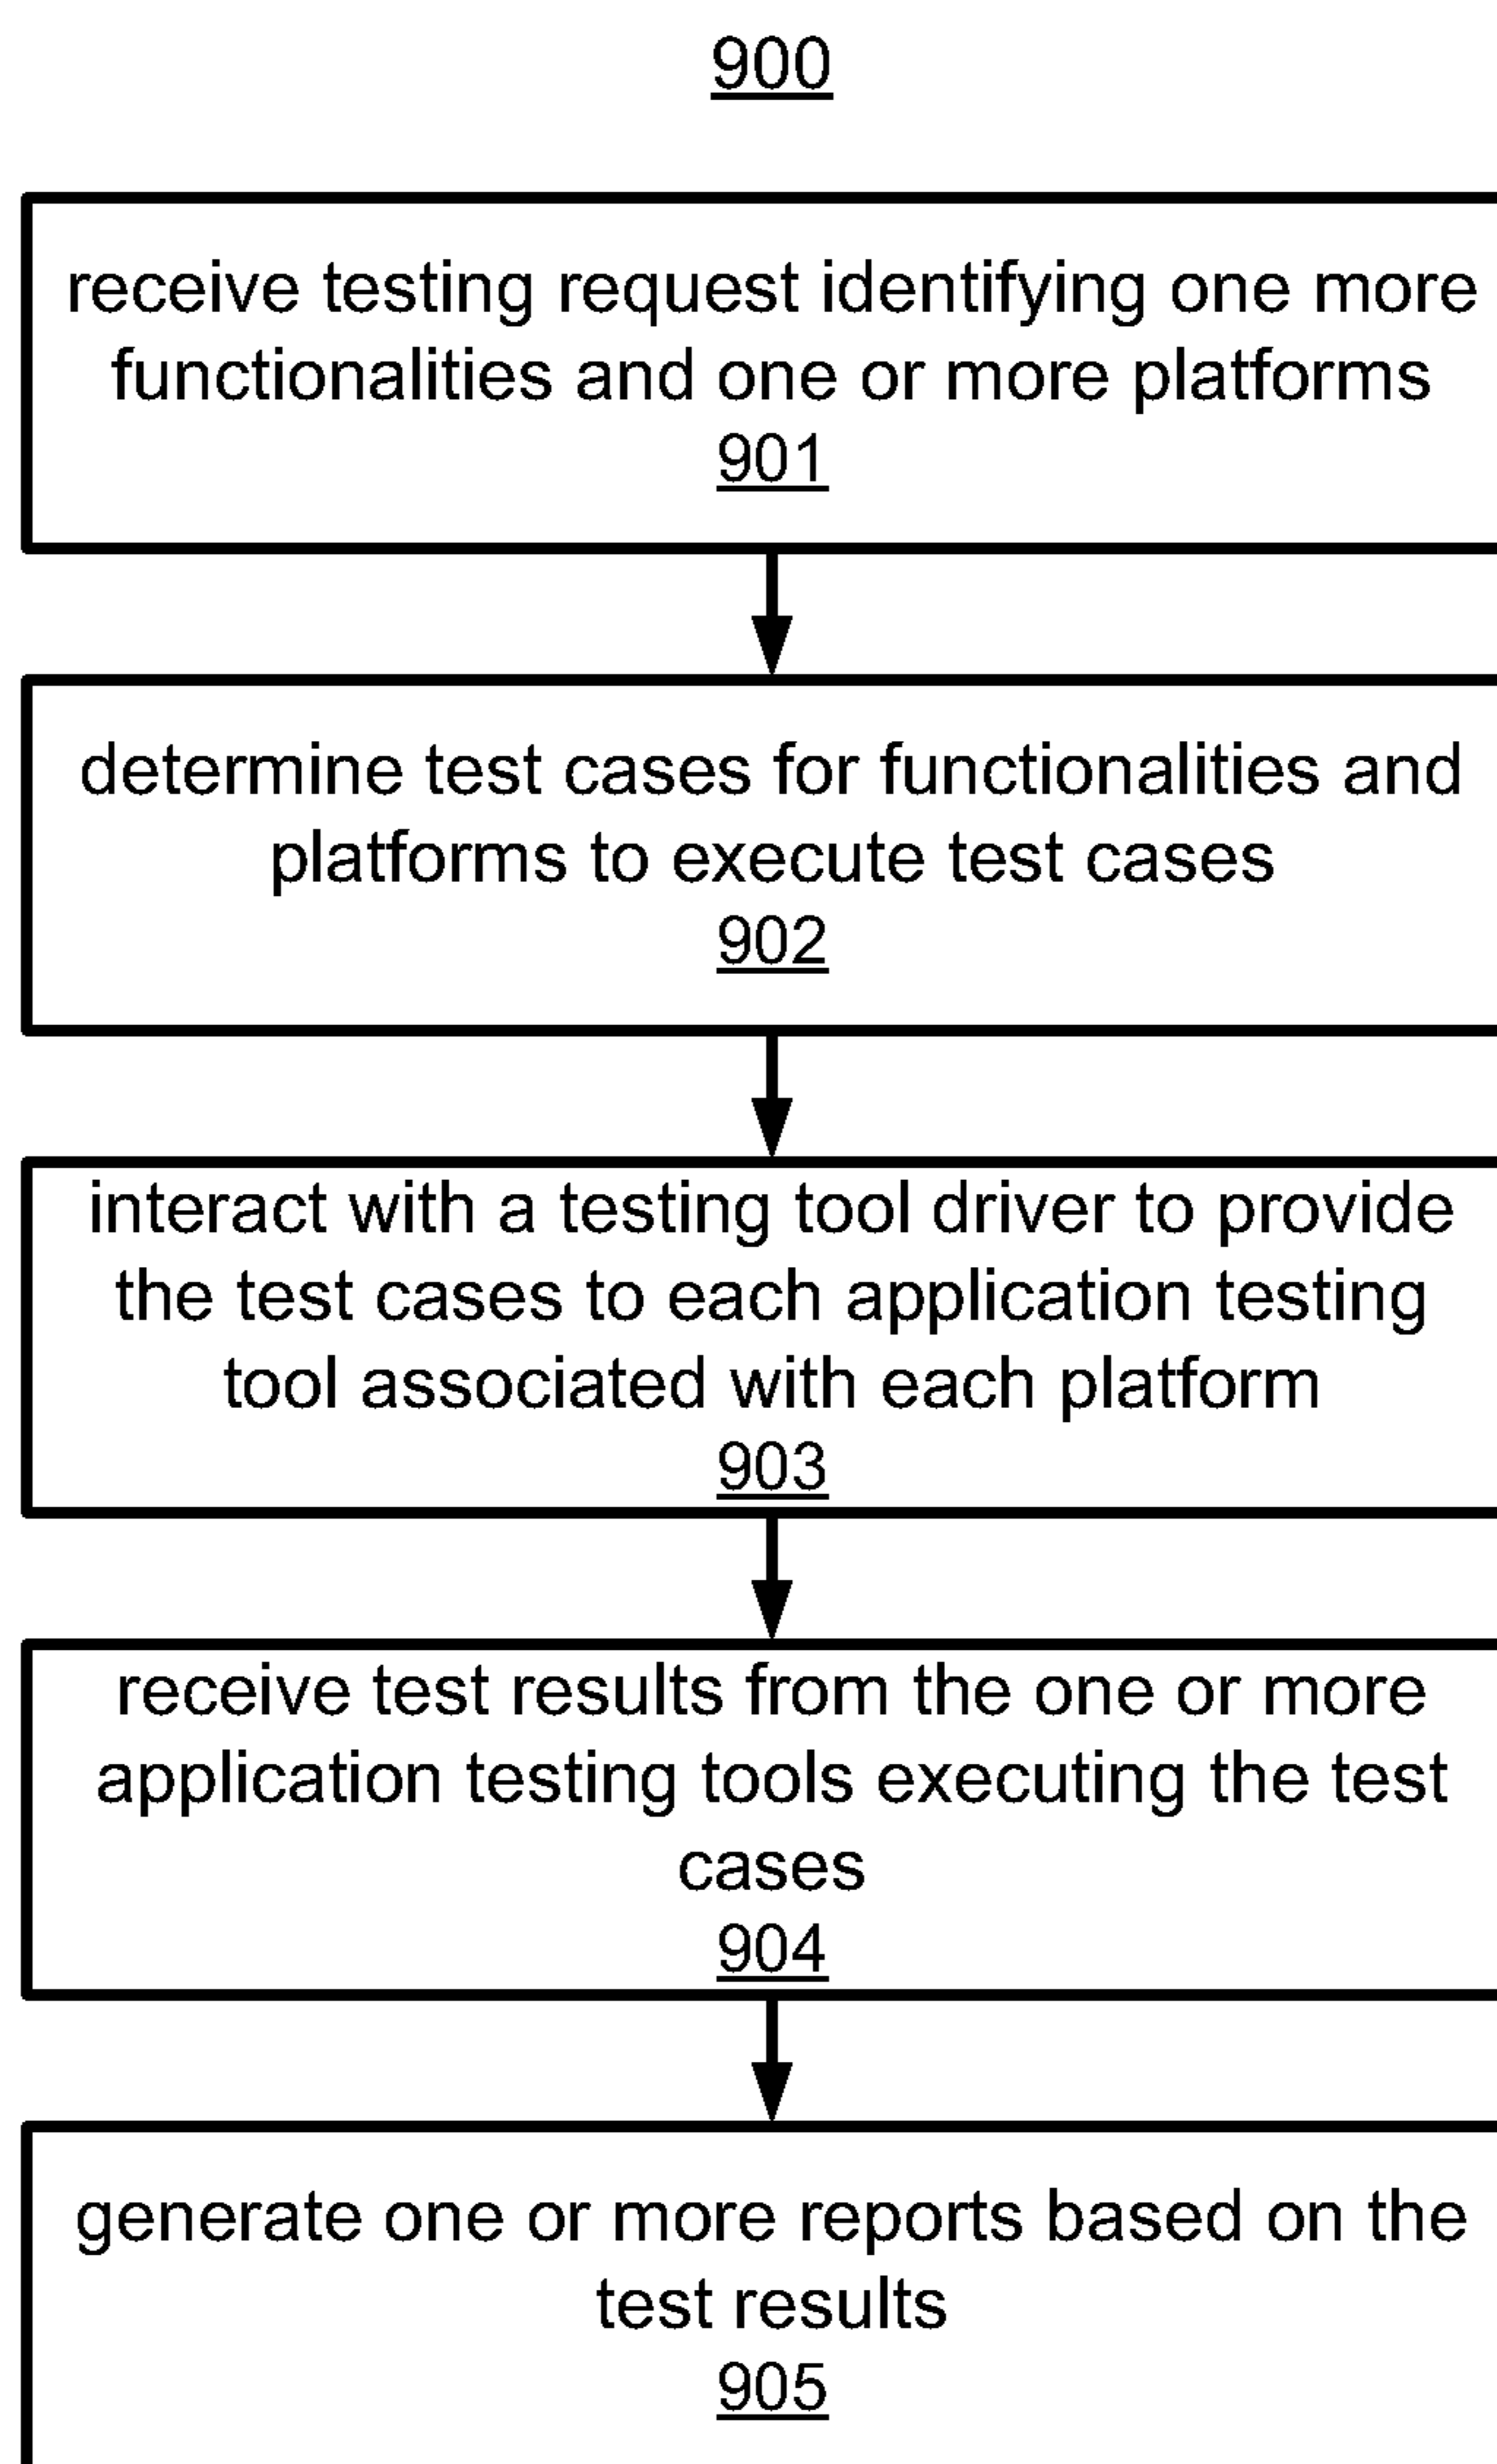 900
receive testing request identifying one more
functionalities and one or more platforms
901
determine test cases for functionalities and
platforms to execute test cases
902
interact with a testing tool driver to provide
the test cases to each application testing
tool associated with each platform
903
receive test results from the one or more
application testing tools executing the test
cases
904
generate one or more reports based on the
test results
905